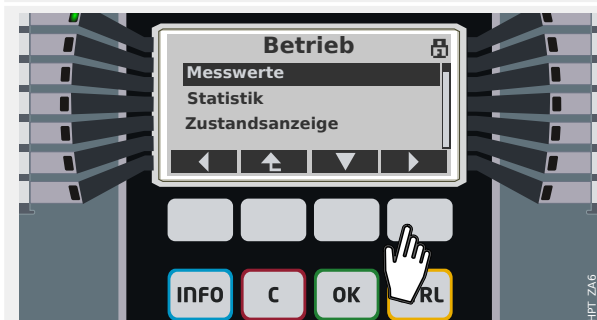 Betrieb
Messwerte
Statistik
Zustandsanzeige
INFO C OK RL
HPT_ZA6